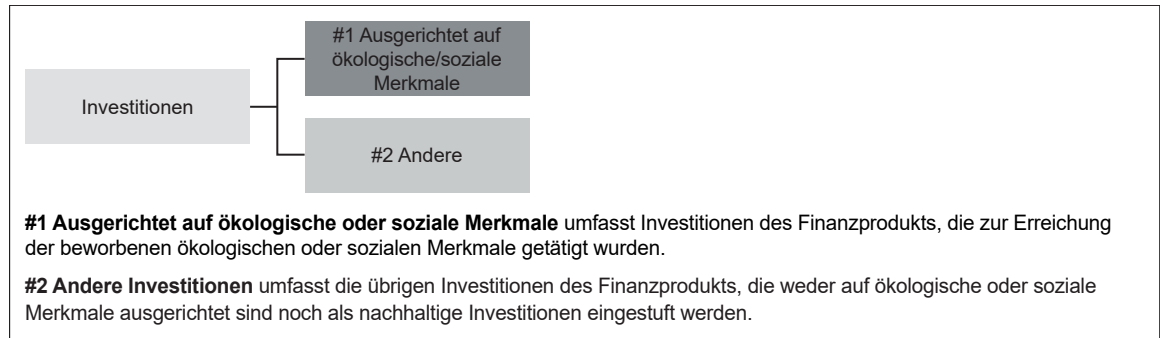 #1 Ausgerichtet auf
ökologische/soziale
Merkmale
Investitionen
#2 Andere
#1 Ausgerichtet auf ökologische oder soziale Merkmale umfasst Investitionen des Finanzprodukts, die zur Erreichung
der beworbenen ökologischen oder sozialen Merkmale getätigt wurden.
#2 Andere Investitionen umfasst die übrigen Investitionen des Finanzprodukts, die weder auf ökologische oder soziale
Merkmale ausgerichtet sind noch als nachhaltige Investitionen eingestuft werden.